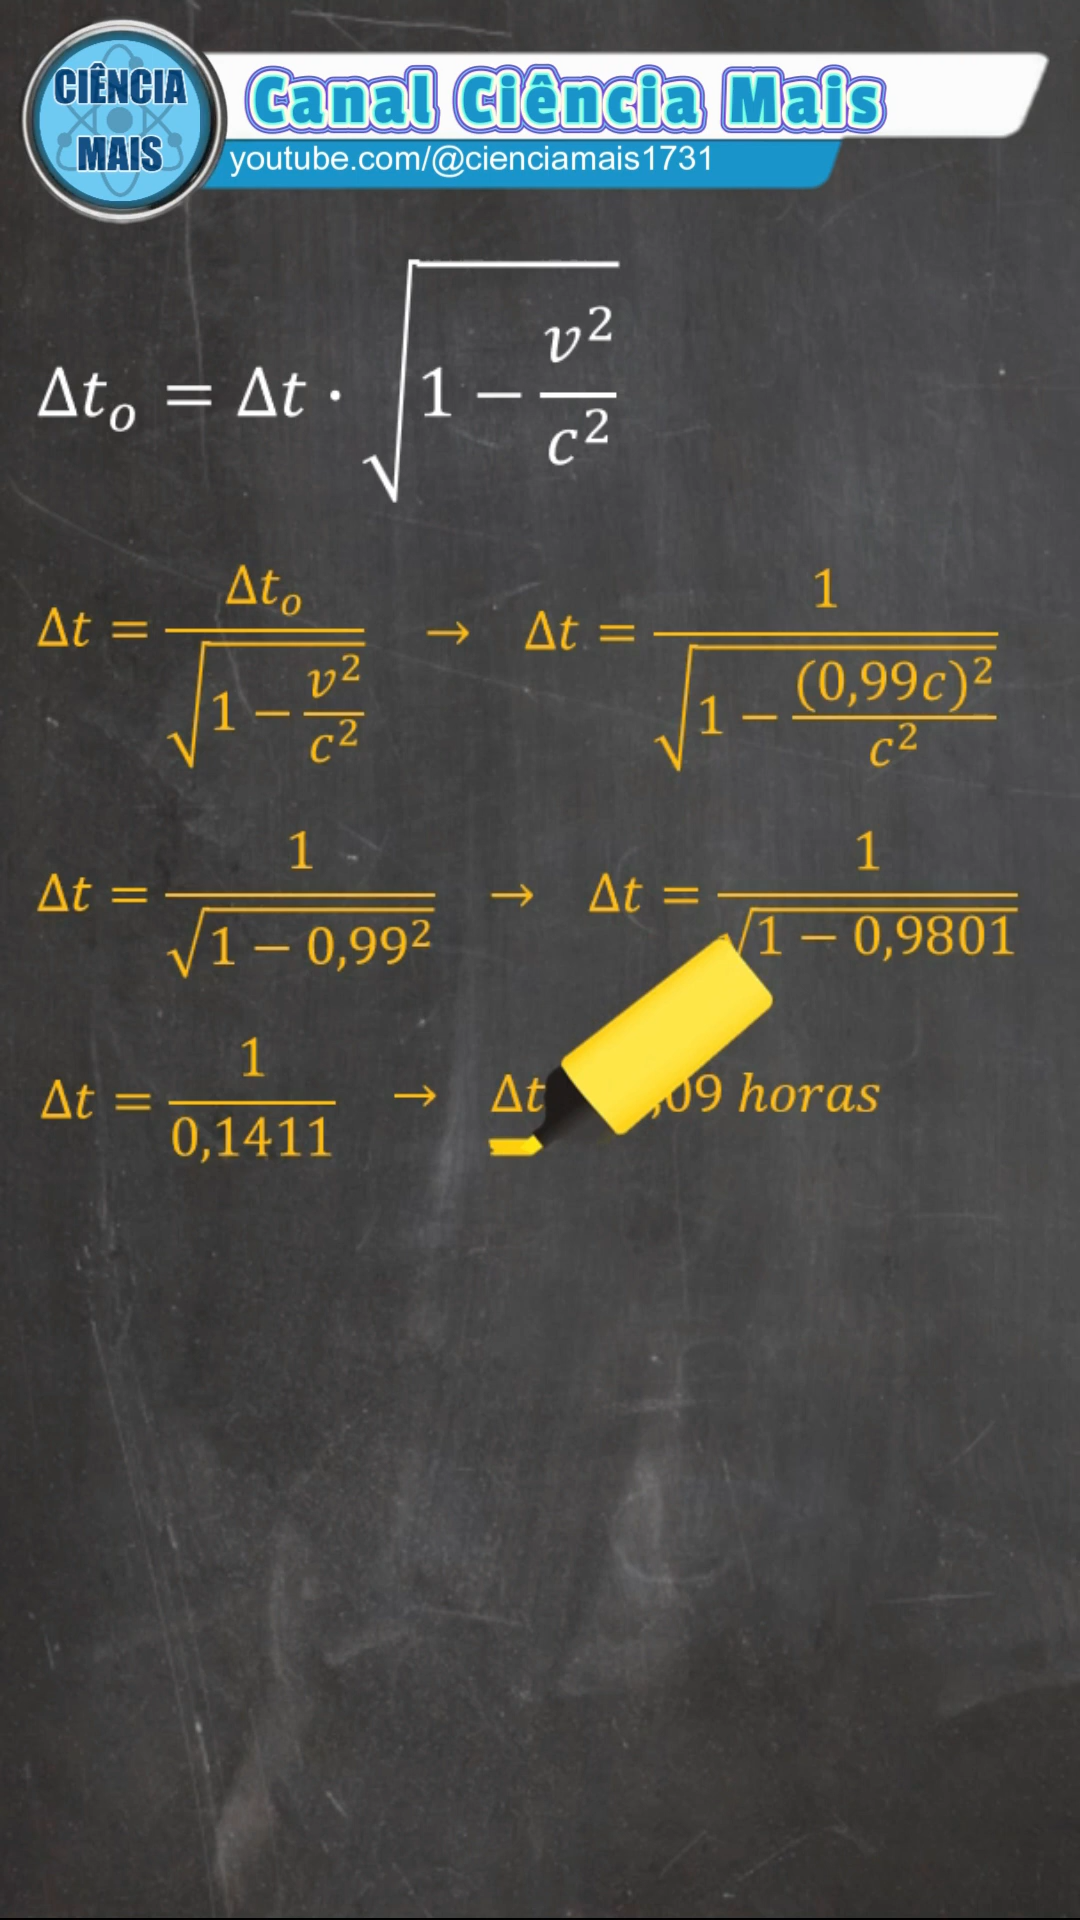 CIÊNCIA
MAIS
Canal Ciência Mais
youtube.com/@cienciamais1731
Δt₀ = Δt · √(1 − v²/c²)
Δt = Δt₀/√(1 − v²/c²) → Δt = 1/√(1 − (0,99c)²/c²)
Δt = 1/√(1 − 0,99²) → Δt = 1/√(1 − 0,9801)
Δt = 1/0,1411 → Δt ,09 horas